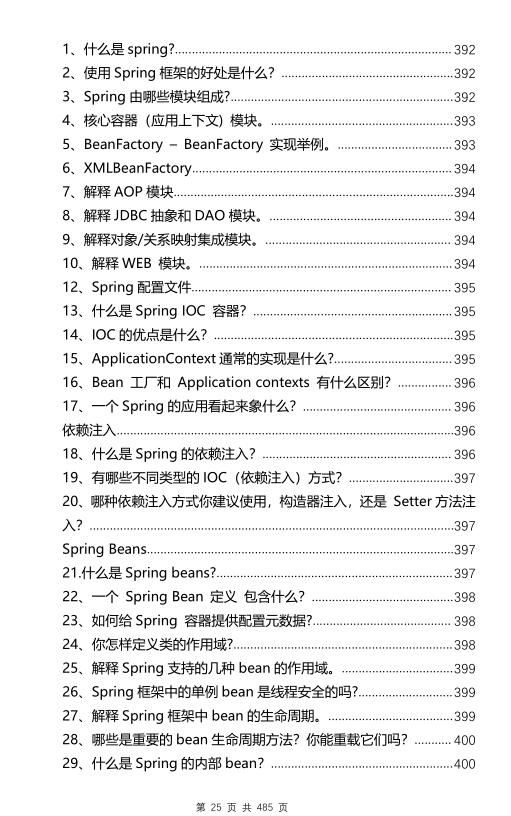 1、什么是 spring?.................................................................................. 392
2、使用 Spring 框架的好处是什么？ .................................................. 392
3、Spring 由哪些模块组成?................................................................. 392
4、核心容器（应用上下文) 模块。..................................................... 393
5、BeanFactory – BeanFactory 实现举例。.................................. 393
6、XMLBeanFactory............................................................................ 394
7、解释 AOP 模块................................................................................. 394
8、解释 JDBC 抽象和 DAO 模块。..................................................... 394
9、解释对象/关系映射集成模块。....................................................... 394
10、解释 WEB 模块。.......................................................................... 394
12、Spring 配置文件............................................................................ 395
13、什么是 Spring IOC 容器？ .......................................................... 395
14、IOC 的优点是什么？ ..................................................................... 395
15、ApplicationContext 通常的实现是什么?.................................. 395
16、Bean 工厂和 Application contexts 有什么区别？ ................ 396
17、一个 Spring 的应用看起来象什么？ ........................................... 396
依赖注入..................................................................................................396
18、什么是 Spring 的依赖注入？ ....................................................... 396
19、有哪些不同类型的 IOC（依赖注入）方式？ ...............................397
20、哪种依赖注入方式你建议使用，构造器注入，还是 Setter 方法注
入？ ..........................................................................................................397
Spring Beans.........................................................................................397
21.什么是 Spring beans?..................................................................... 397
22、一个 Spring Bean 定义 包含什么？ ......................................... 398
23、如何给 Spring 容器提供配置元数据?......................................... 398
24、你怎样定义类的作用域?................................................................ 398
25、解释 Spring 支持的几种 bean 的作用域。................................. 399
26、Spring 框架中的单例 bean 是线程安全的吗?............................ 399
27、解释 Spring 框架中 bean 的生命周期。..................................... 399
28、哪些是重要的 bean 生命周期方法？你能重载它们吗？ ........... 400
29、什么是 Spring 的内部 bean？ ......................................................400
第 25 页 共 485 页